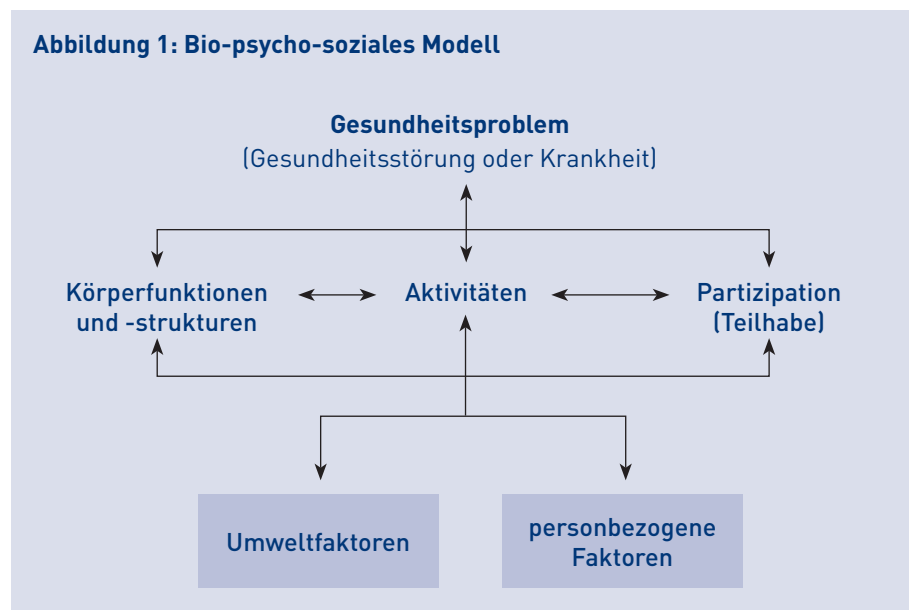 Abbildung 1: Bio-psycho-soziales Modell
Gesundheitsproblem
(Gesundheitsstörung oder Krankheit)
Körperfunktionen
und -strukturen
Aktivitäten
Partizipation
(Teilhabe)
Umweltfaktoren
personbezogene
Faktoren